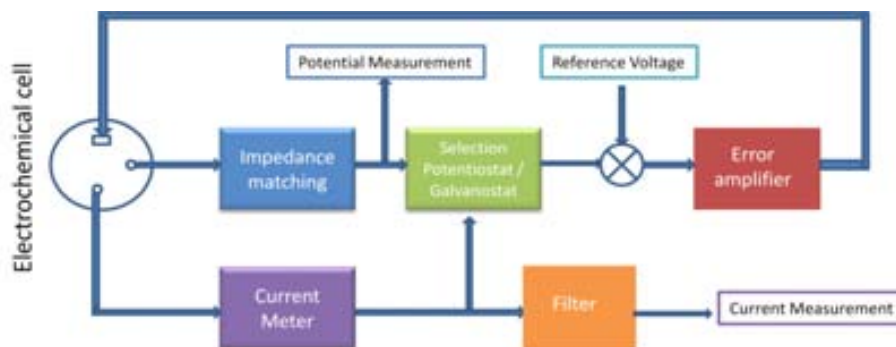 Electrochemical cell
Potential Measurement
Reference Voltage
Impedance
matching
Selection
Potentiostat /
Galvanostat
Error
amplifier
Current
Meter
Filter
Current Measurement